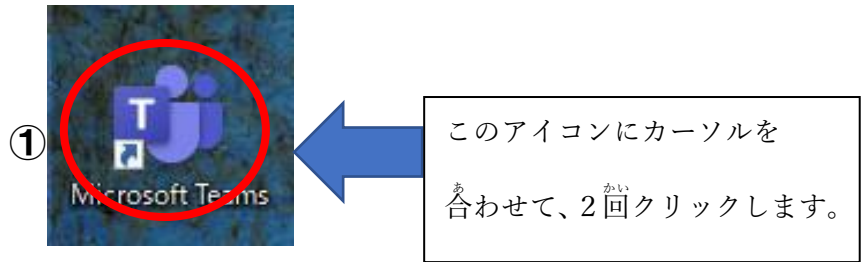 ①
T
Microsoft Teams
このアイコンにカーソルを
あ かい
合わせて、2回クリックします。